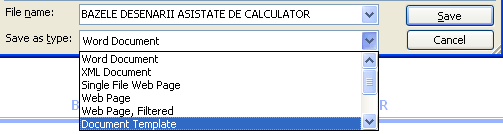 File name: BAZELE DESENARII ASISTATE DE CALCULATOR Save
Save as type: Word Document Cancel
Word Document
XML Document
Single File Web Page
Web Page
Web Page, Filtered
Document Template